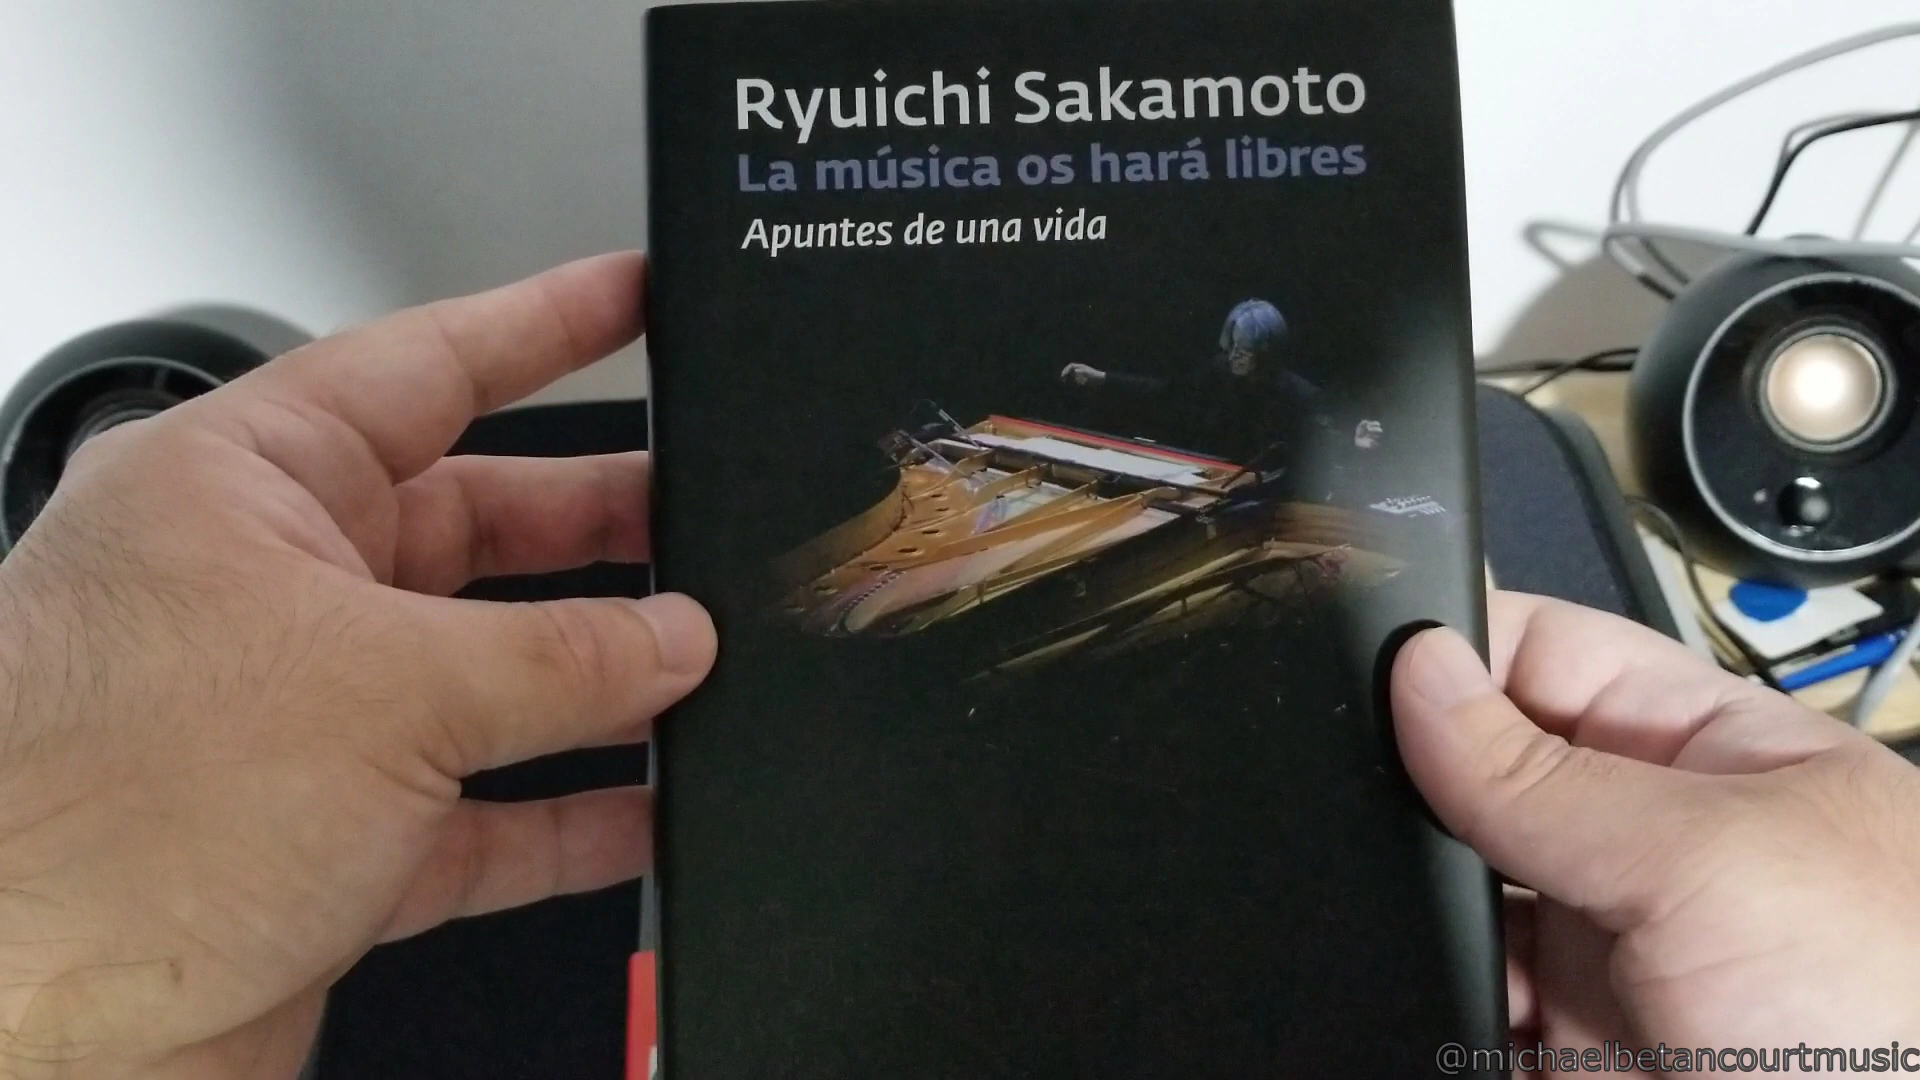 Ryuichi Sakamoto
La música os hará libres
Apuntes de una vida
@michaelbetancourtmusic